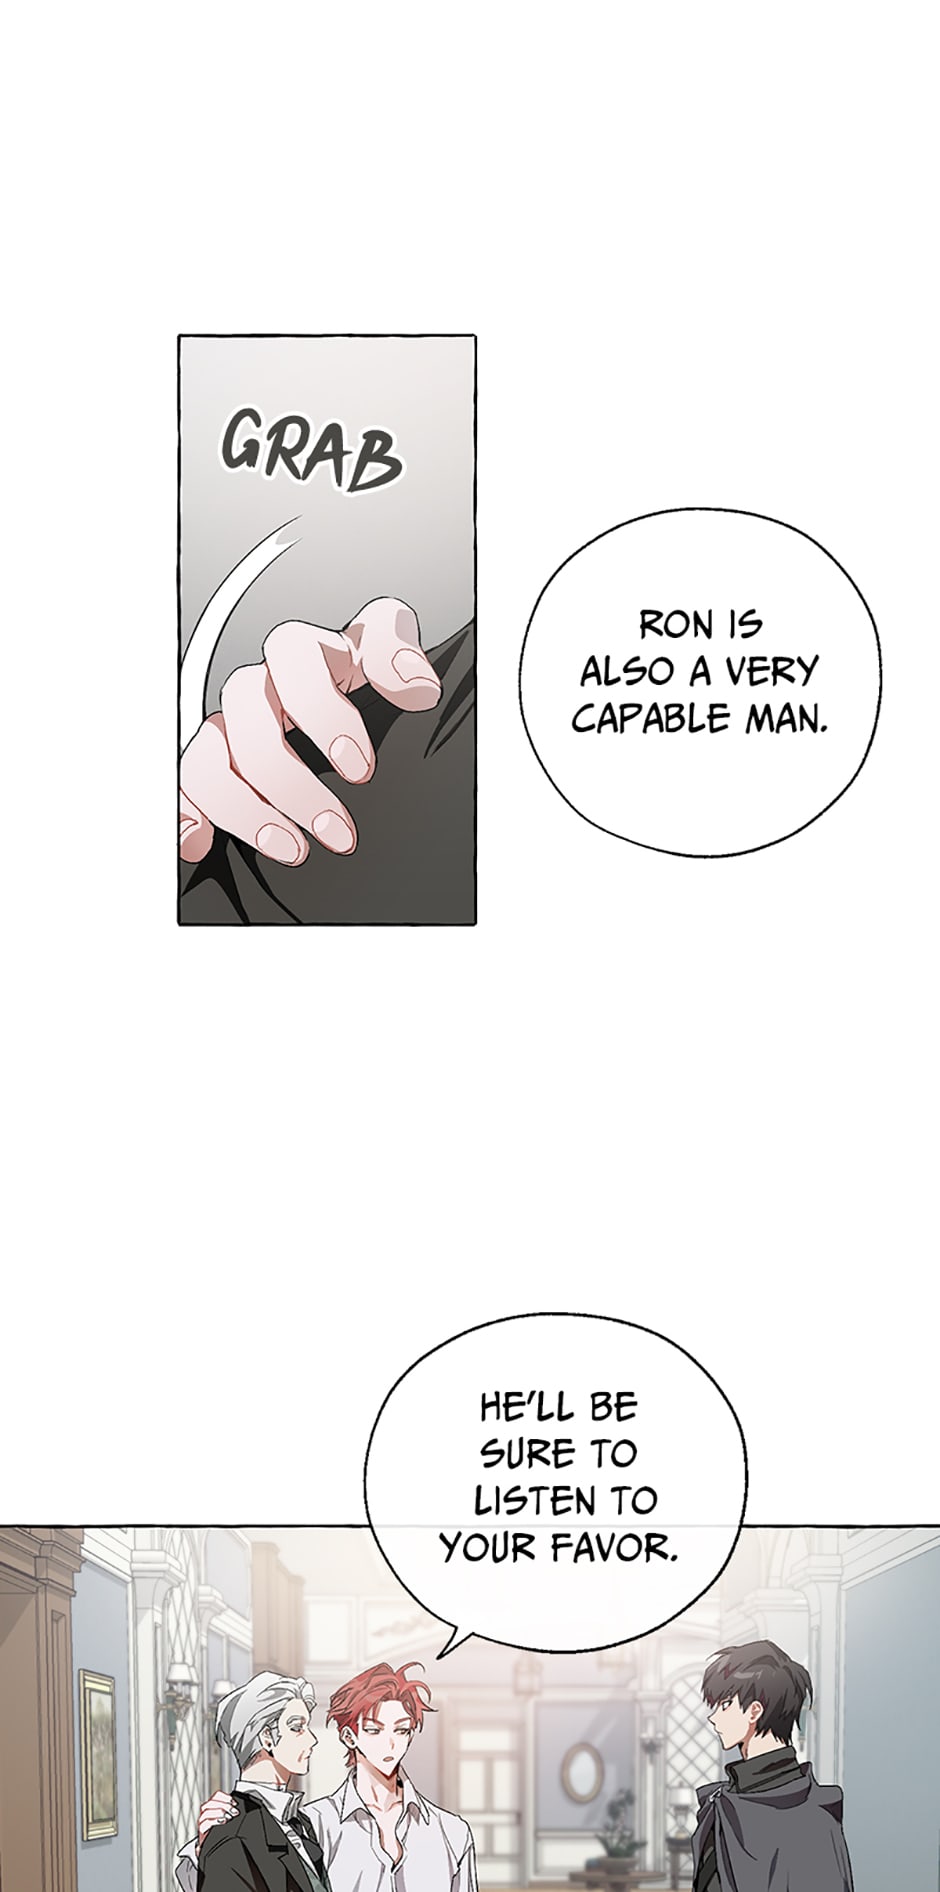 GRAB
RON IS
ALSO A VERY
CAPABLE MAN.
HE'LL BE
SURE TO
LISTEN TO
YOUR FAVOR.